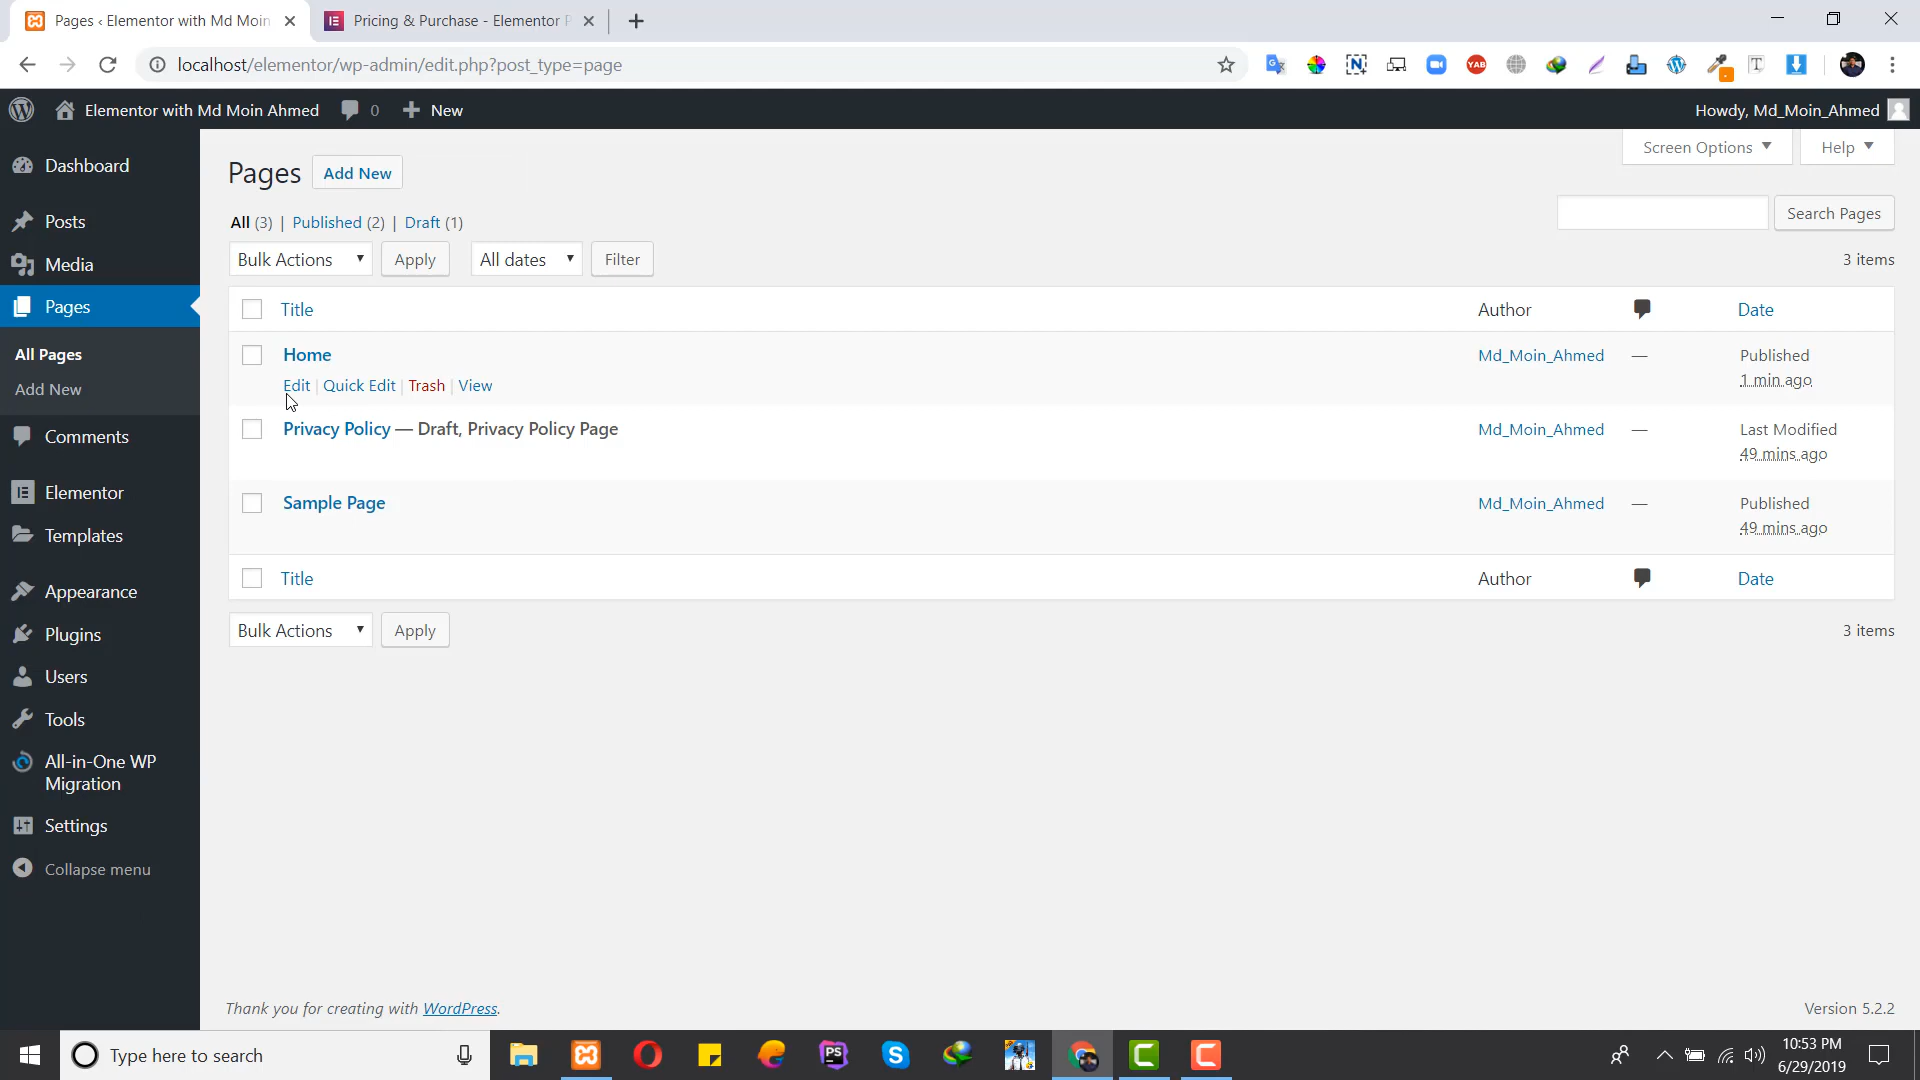 Pages ‹ Elementor with Md Moin
Pricing & Purchase - Elementor P
localhost/elementor/wp-admin/edit.php?post_type=page
Elementor with Md Moin Ahmed 0 New
Howdy, Md_Moin_Ahmed
Dashboard
Posts
Media
Pages
All Pages
Add New
Comments
Elementor
Templates
Appearance
Plugins
Users
Tools
All-in-One WP
Migration
Settings
Collapse menu
Screen Options
Help
Pages Add New
All (3) | Published (2) | Draft (1)
Search Pages
Bulk Actions Apply All dates Filter
3 items
Title Author Date
Home Md_Moin_Ahmed — Published
Edit | Quick Edit | Trash | View 1 min ago
Privacy Policy — Draft, Privacy Policy Page Md_Moin_Ahmed — Last Modified
49 mins ago
Sample Page Md_Moin_Ahmed — Published
49 mins ago
Title Author Date
Bulk Actions Apply
3 items
Thank you for creating with WordPress.
Version 5.2.2
Type here to search
10:53 PM
6/29/2019